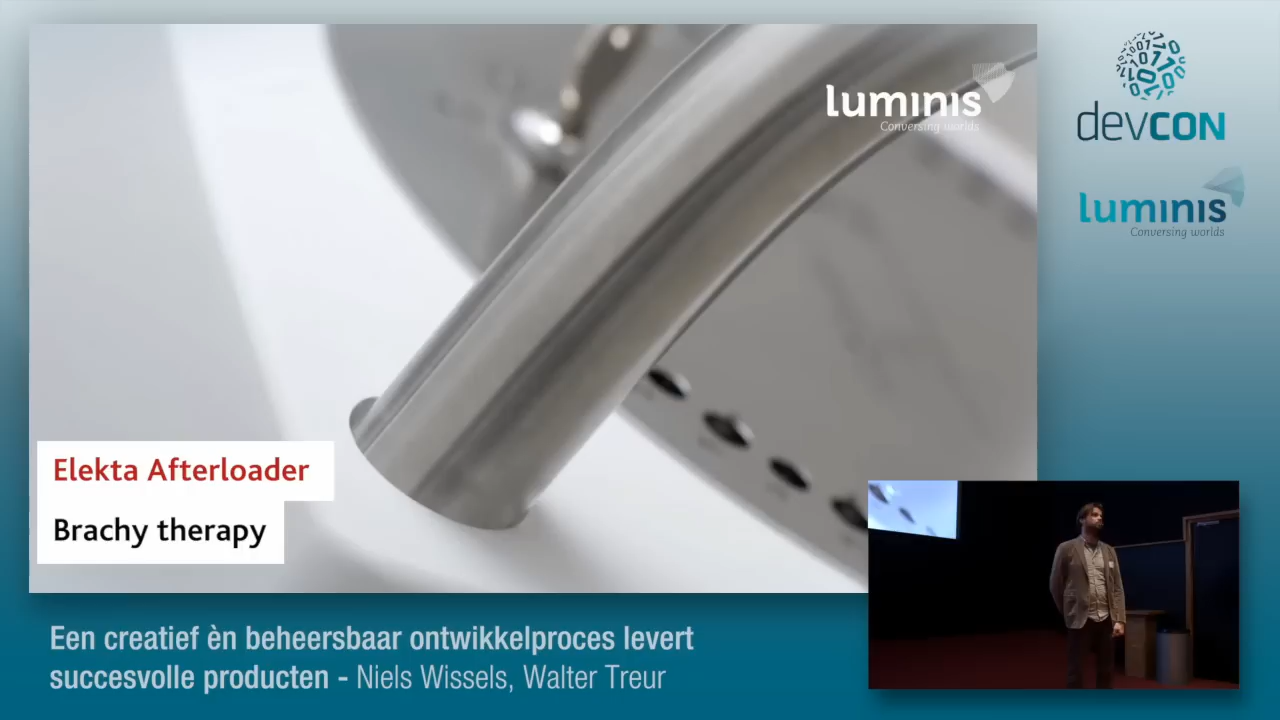 luminis
Conversing worlds
devCON
luminis
Conversing worlds
Elekta Afterloader
Brachy therapy
Een creatief èn beheersbaar ontwikkelproces levert
succesvolle producten - Niels Wissels, Walter Treur